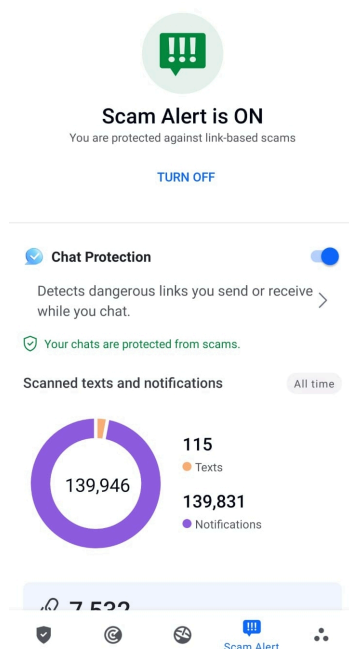 Scam Alert is ON
You are protected against link-based scams
TURN OFF
Chat Protection
Detects dangerous links you send or receive
while you chat.
Your chats are protected from scams.
Scanned texts and notifications
All time
139,946
115
Texts
139,831
Notifications
7,532
Scam Alert